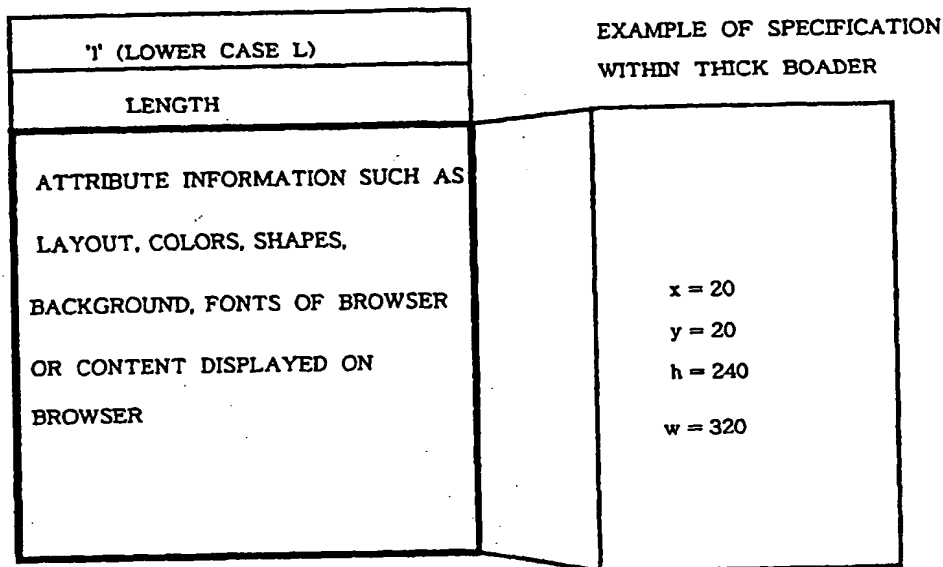 'l' (LOWER CASE L)
LENGTH
ATTRIBUTE INFORMATION SUCH AS
LAYOUT, COLORS, SHAPES,
BACKGROUND, FONTS OF BROWSER
OR CONTENT DISPLAYED ON
BROWSER
EXAMPLE OF SPECIFICATION
WITHIN THICK BOADER
x = 20
y = 20
h = 240
w = 320